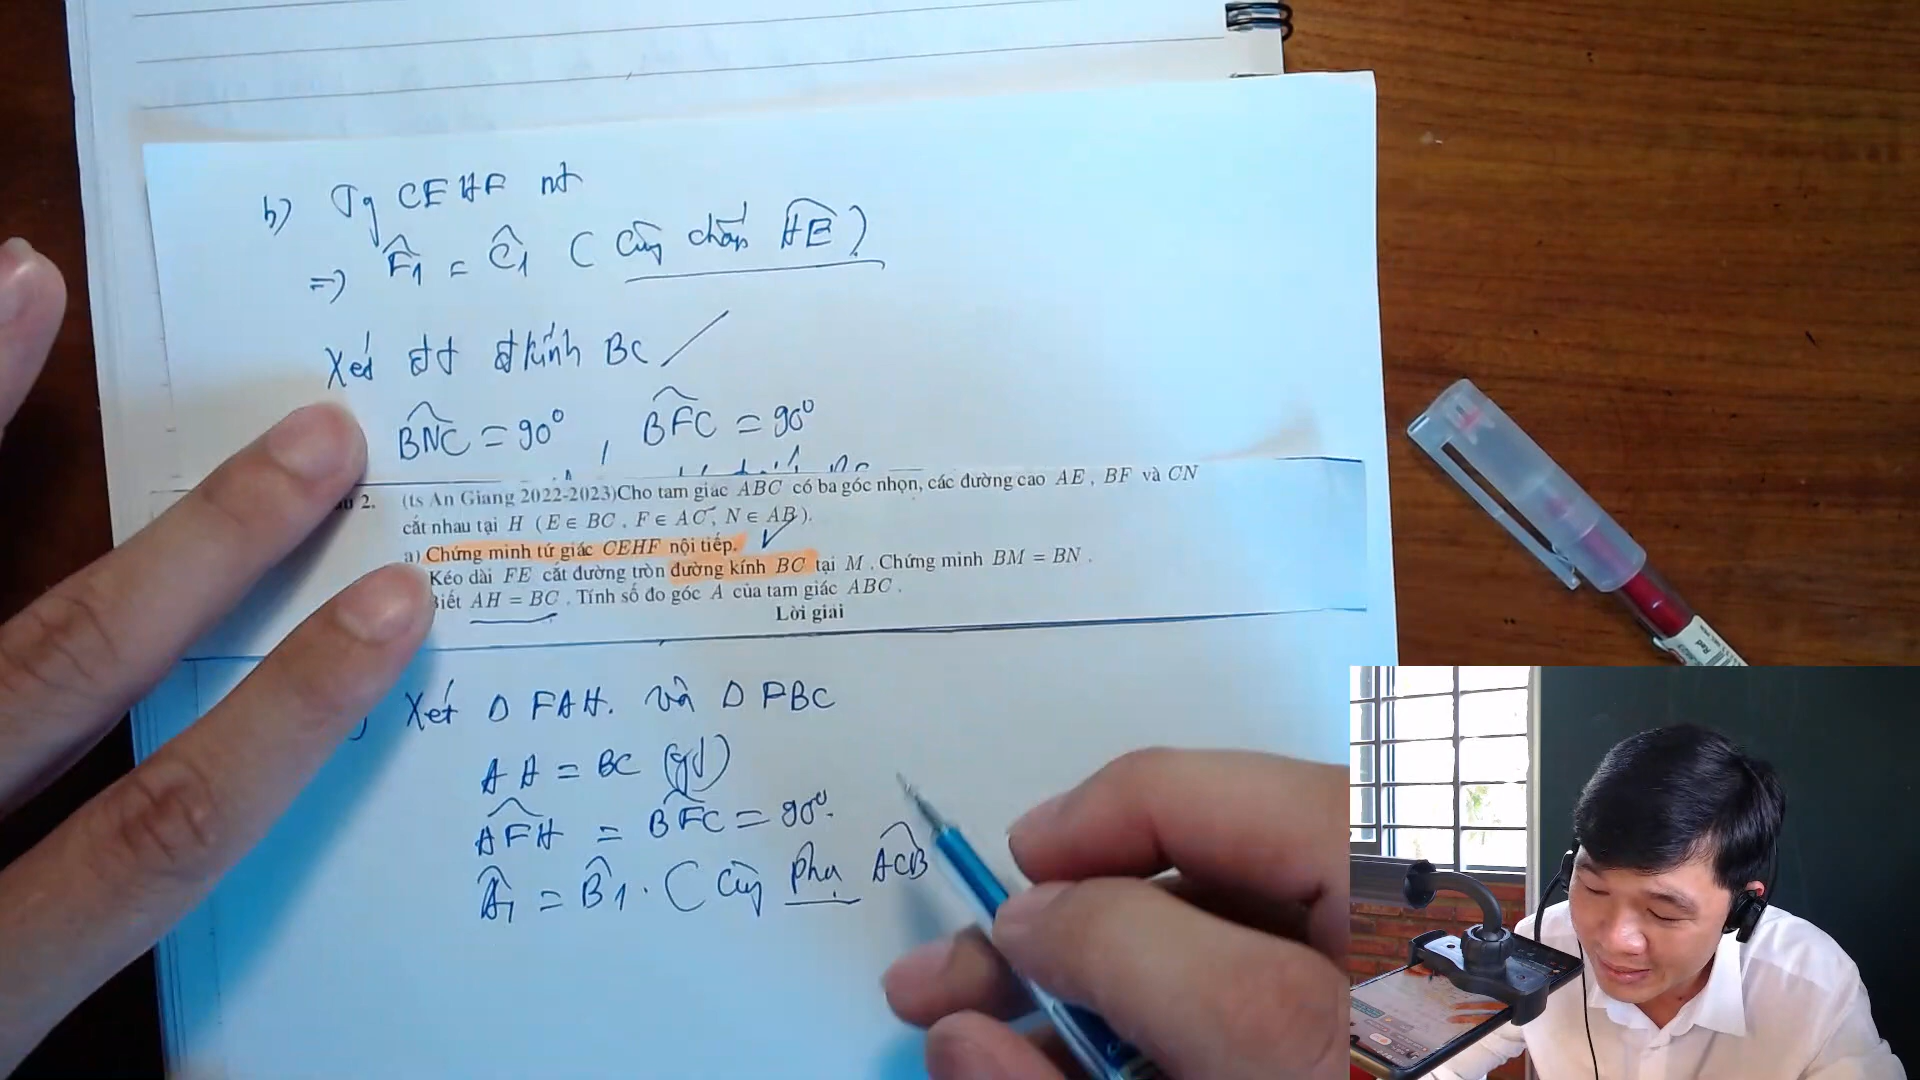 b) Tg CEHF nt
=> F̂1 = Ĉ1 ( cùng chắn HE )
Xét đt đkính BC
BNC = 90° , BFC = 90°
2. (ts An Giang 2022-2023)Cho tam giác ABC có ba góc nhọn, các đường cao AE , BF và CN
cắt nhau tại H ( E ∈ BC , F ∈ AC , N ∈ AB ).
a) Chứng minh tứ giác CEHF nội tiếp.
Kéo dài FE cắt đường tròn đường kính BC tại M . Chứng minh BM = BN .
Biết AH = BC . Tính số đo góc A của tam giác ABC .
Lời giải
) Xét Δ FAH. và Δ FBC
AH = BC (gt)
AFH = BFC = 90°.
Â1 = B̂1 . ( cùng phụ ACB
Red